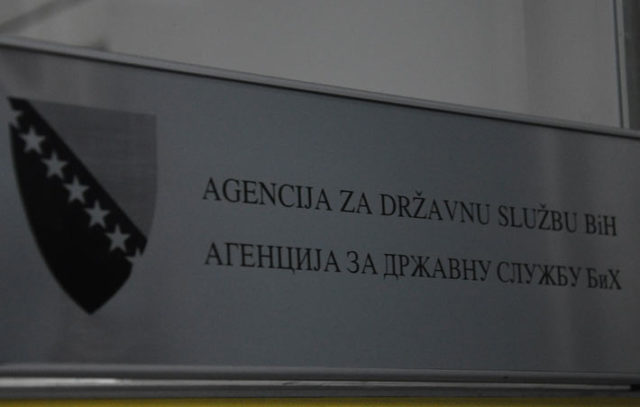 AGENCIJA ZA DRŽAVNU SLUŽBU BiH
АГЕНЦИЈА ЗА ДРЖАВНУ СЛУЖБУ БиХ